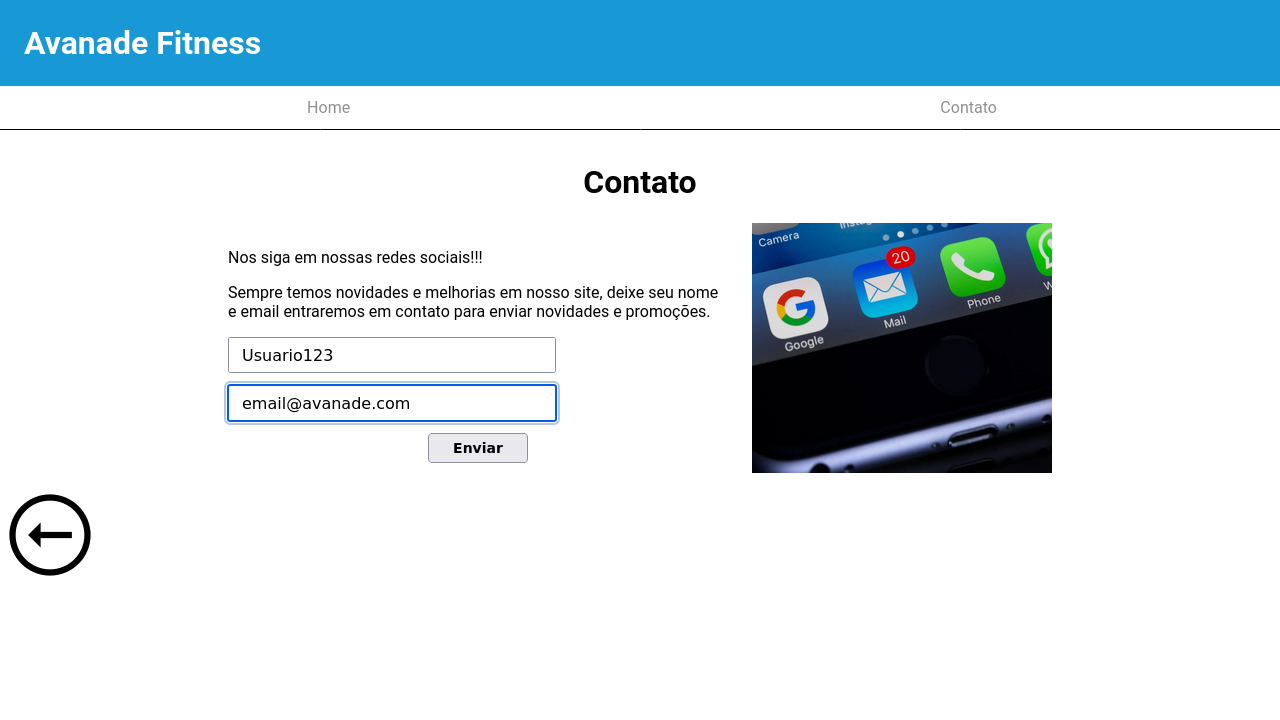 Avanade Fitness
Home
Contato
Contato
Nos siga em nossas redes sociais!!!
Sempre temos novidades e melhorias em nosso site, deixe seu nome
e email entraremos em contato para enviar novidades e promoções.
Usuario123
email@avanade.com
Enviar
Camera
20
Google
Mail
Phone